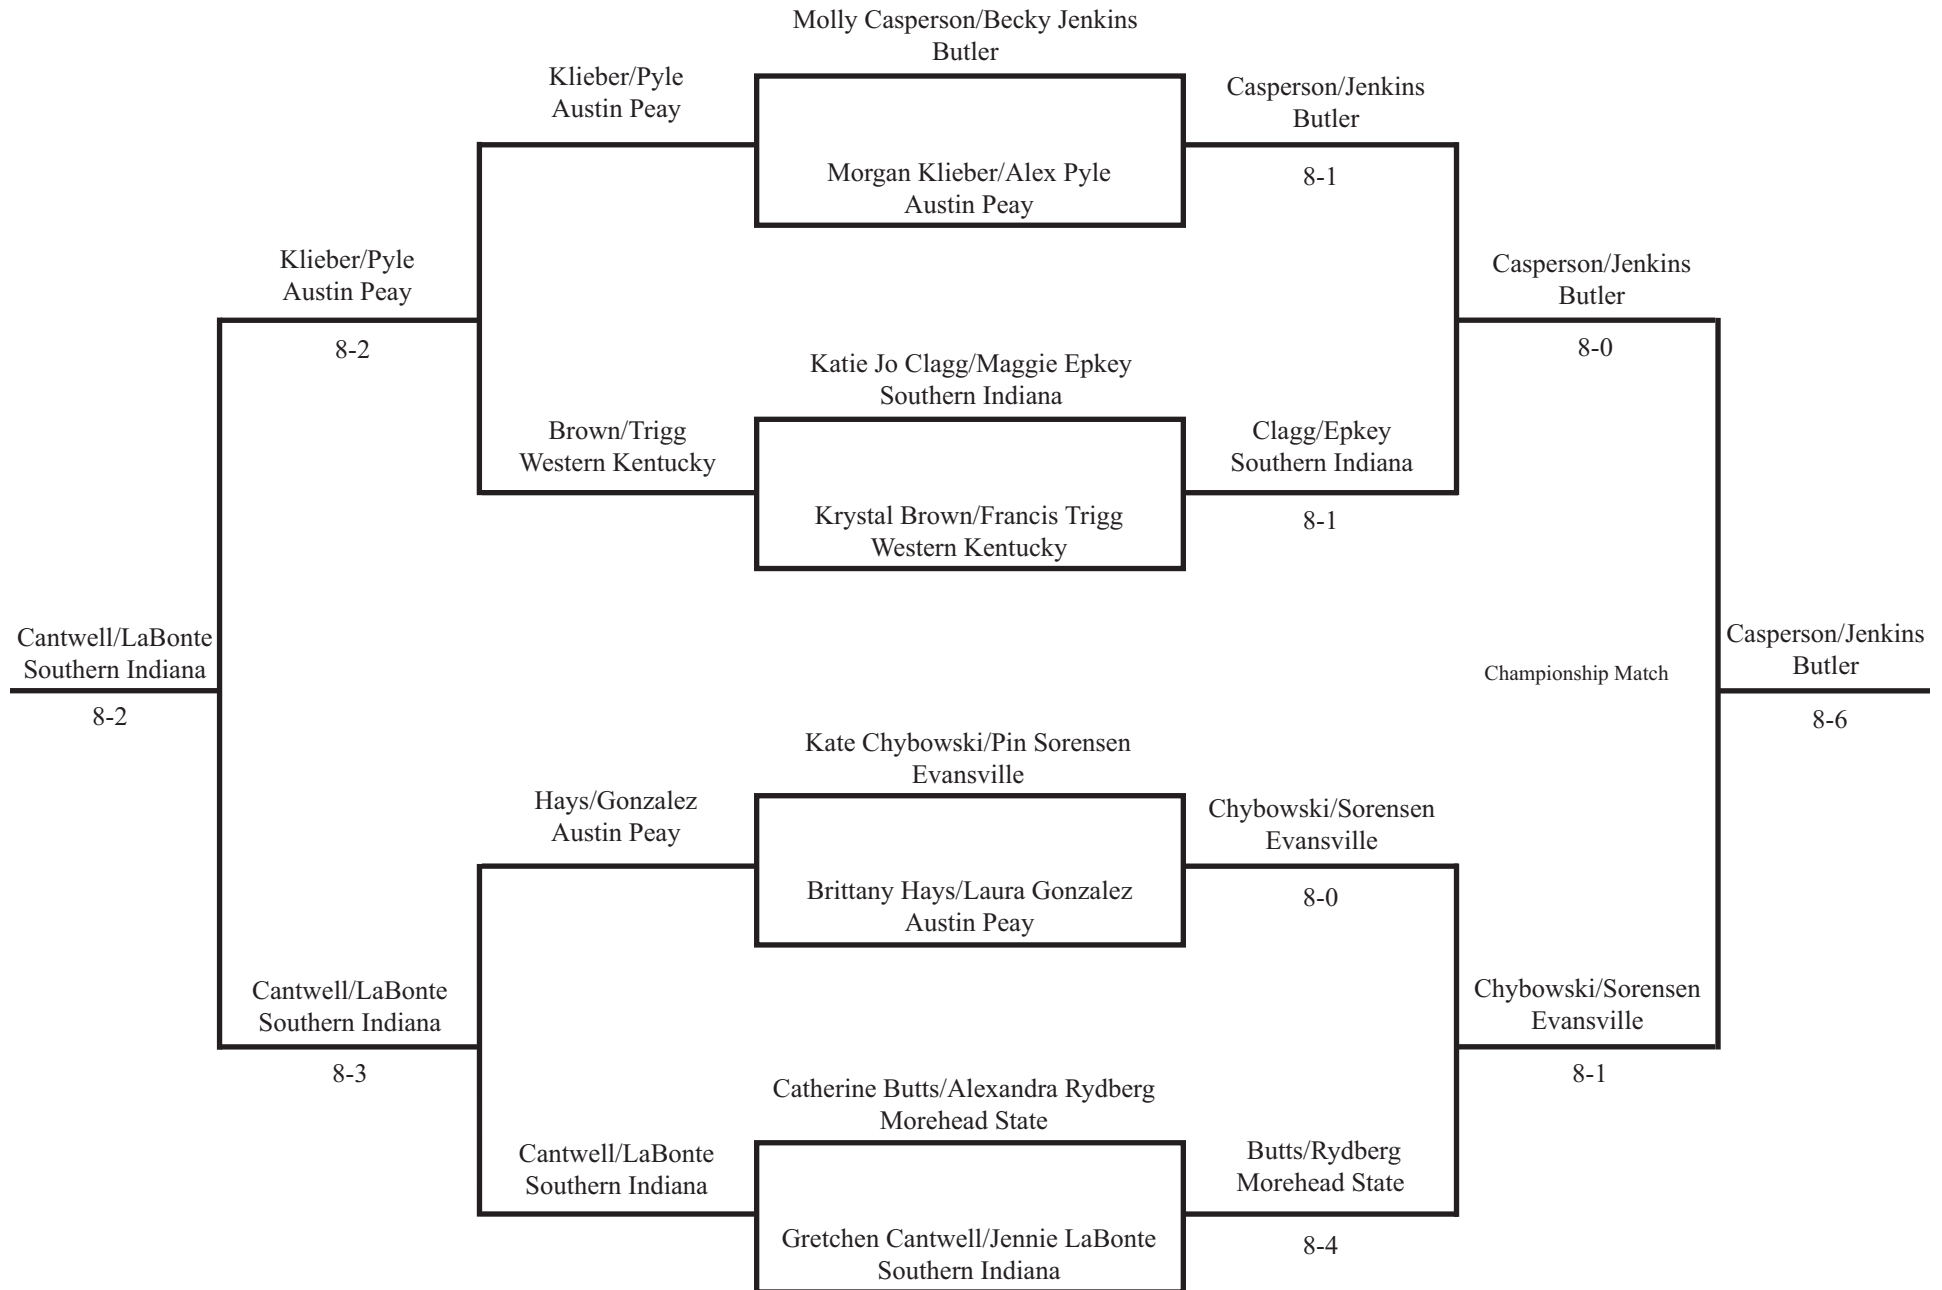 Molly Casperson/Becky Jenkins
Butler
Klieber/Pyle
Austin Peay
Casperson/Jenkins
Butler
8-1
Morgan Klieber/Alex Pyle
Austin Peay
Klieber/Pyle
Austin Peay
8-2
Casperson/Jenkins
Butler
8-0
Katie Jo Clagg/Maggie Epkey
Southern Indiana
Brown/Trigg
Western Kentucky
Clagg/Epkey
Southern Indiana
8-1
Krystal Brown/Francis Trigg
Western Kentucky
Cantwell/LaBonte
Southern Indiana
8-2
Championship Match
Casperson/Jenkins
Butler
8-6
Kate Chybowski/Pin Sorensen
Evansville
Hays/Gonzalez
Austin Peay
Chybowski/Sorensen
Evansville
8-0
Brittany Hays/Laura Gonzalez
Austin Peay
Cantwell/LaBonte
Southern Indiana
8-3
Chybowski/Sorensen
Evansville
8-1
Catherine Butts/Alexandra Rydberg
Morehead State
Cantwell/LaBonte
Southern Indiana
Butts/Rydberg
Morehead State
8-4
Gretchen Cantwell/Jennie LaBonte
Southern Indiana